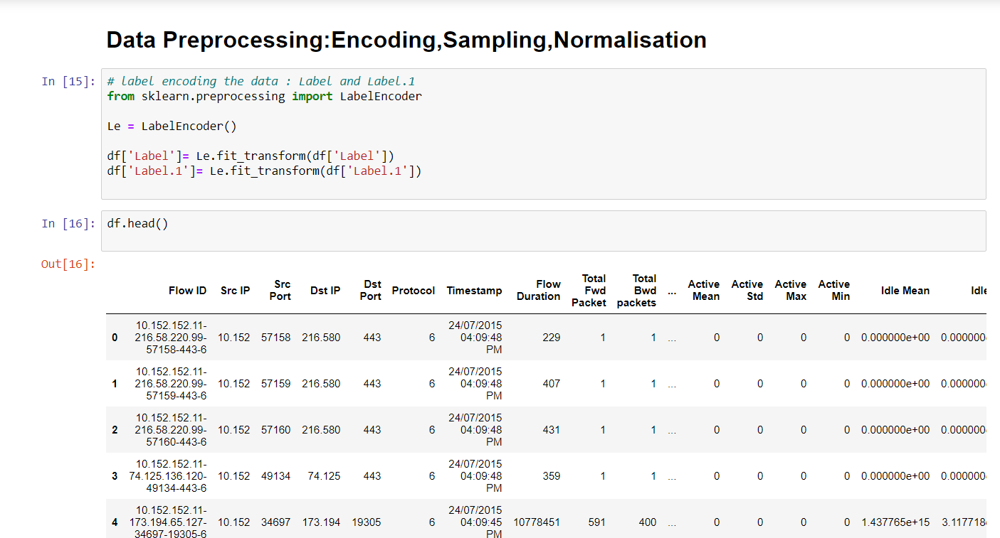 Data Preprocessing:Encoding,Sampling,Normalisation
In [15]: # label encoding the data : Label and Label.1
from sklearn.preprocessing import LabelEncoder
Le = LabelEncoder()
df['Label']= Le.fit_transform(df['Label'])
df['Label.1']= Le.fit_transform(df['Label.1'])
In [16]: df.head()
Out[16]:
Flow ID Src IP Src Port Dst IP Dst Port Protocol Timestamp Flow Duration Total Fwd Packet Total Bwd packets ... Active Mean Active Std Active Max Active Min Idle Mean Idle
0 10.152.152.11-216.58.220.99-57158-443-6 10.152 57158 216.580 443 6 24/07/2015 04:09:48 PM 229 1 1 ... 0 0 0 0 0.000000e+00 0.000000
1 10.152.152.11-216.58.220.99-57159-443-6 10.152 57159 216.580 443 6 24/07/2015 04:09:48 PM 407 1 1 ... 0 0 0 0 0.000000e+00 0.000000
2 10.152.152.11-216.58.220.99-57160-443-6 10.152 57160 216.580 443 6 24/07/2015 04:09:48 PM 431 1 1 ... 0 0 0 0 0.000000e+00 0.000000
3 10.152.152.11-74.125.136.120-49134-443-6 10.152 49134 74.125 443 6 24/07/2015 04:09:48 PM 359 1 1 ... 0 0 0 0 0.000000e+00 0.000000
4 10.152.152.11-173.194.65.127-34697-19305-6 10.152 34697 173.194 19305 6 24/07/2015 04:09:45 PM 10778451 591 400 ... 0 0 0 0 1.437765e+15 3.117718